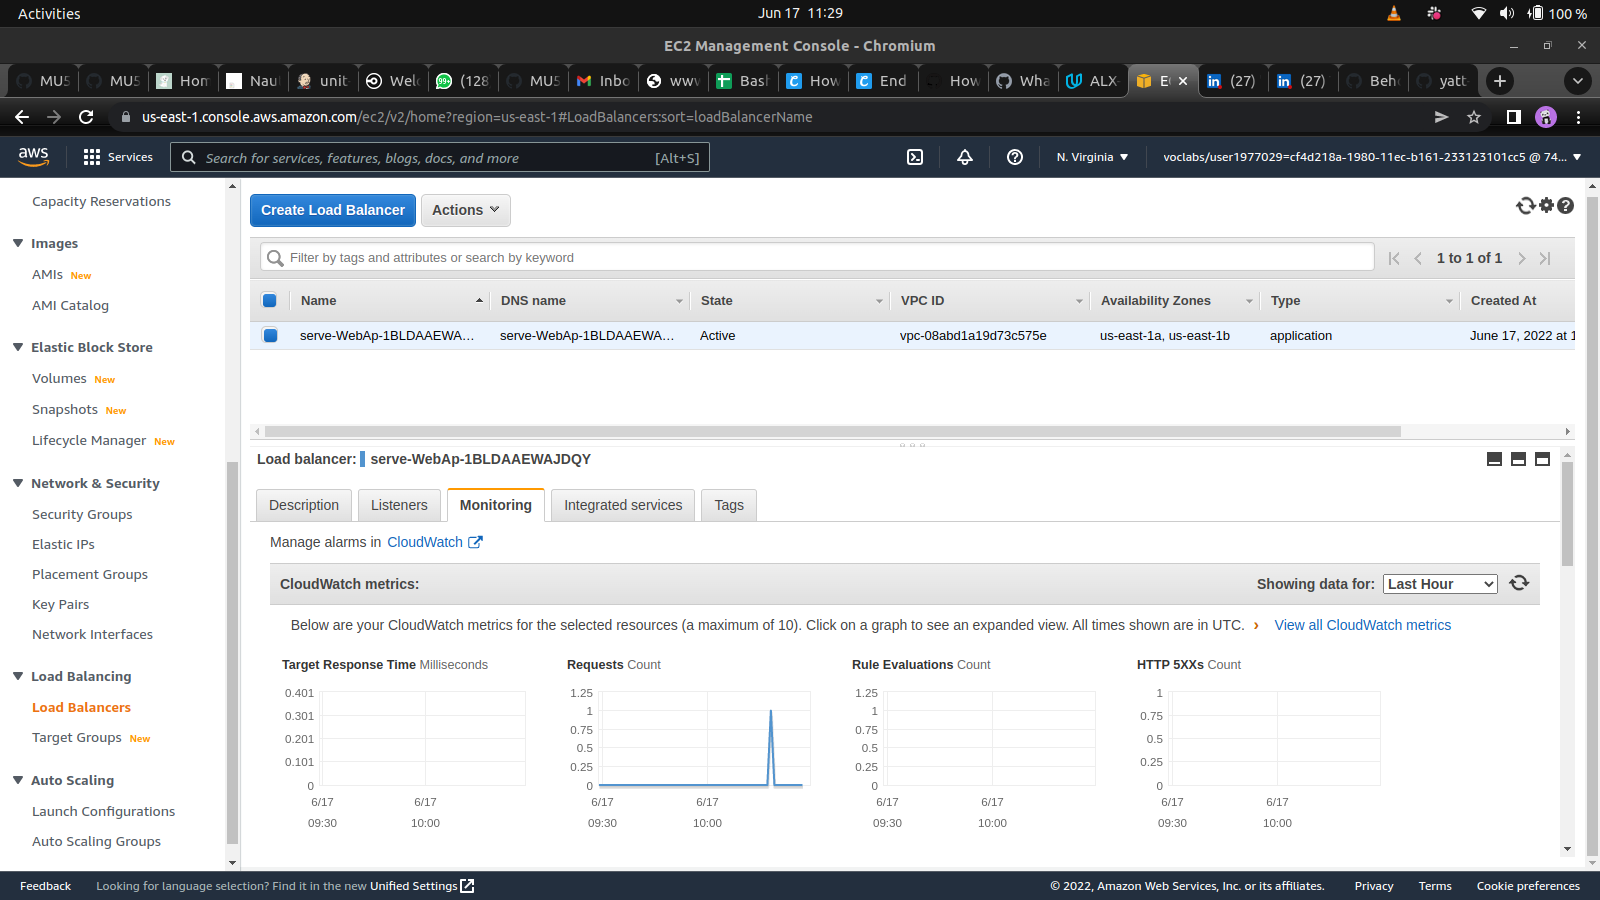 Activities
Jun 17 11:29
100 %
EC2 Management Console - Chromium
MU5 MU5 Hom Nau unit- Welc (128 MU5 Inbo www Bash How End How Wha ALX- EC (27) (27) Behe yatt
us-east-1.console.aws.amazon.com/ec2/v2/home?region=us-east-1#LoadBalancers:sort=loadBalancerName
aws Services Search for services, features, blogs, docs, and more [Alt+S] N. Virginia voclabs/user1977029=cf4d218a-1980-11ec-b161-233123101cc5 @ 74...
Capacity Reservations
Images
AMIs New
AMI Catalog
Elastic Block Store
Volumes New
Snapshots New
Lifecycle Manager New
Network & Security
Security Groups
Elastic IPs
Placement Groups
Key Pairs
Network Interfaces
Load Balancing
Load Balancers
Target Groups New
Auto Scaling
Launch Configurations
Auto Scaling Groups
Create Load Balancer Actions
Filter by tags and attributes or search by keyword
1 to 1 of 1
Name DNS name State VPC ID Availability Zones Type Created At
serve-WebAp-1BLDAAEWA... serve-WebAp-1BLDAAEWA... Active vpc-08abd1a19d73c575e us-east-1a, us-east-1b application June 17, 2022 at 1
Load balancer: serve-WebAp-1BLDAAEWAJDQY
Description Listeners Monitoring Integrated services Tags
Manage alarms in CloudWatch
CloudWatch metrics: Showing data for: Last Hour
Below are your CloudWatch metrics for the selected resources (a maximum of 10). Click on a graph to see an expanded view. All times shown are in UTC. › View all CloudWatch metrics
Target Response Time Milliseconds
0.401
0.301
0.201
0.101
0
6/17 6/17
09:30 10:00
Requests Count
1.25
1
0.75
0.5
0.25
0
6/17 6/17
09:30 10:00
Rule Evaluations Count
1.25
1
0.75
0.5
0.25
0
6/17 6/17
09:30 10:00
HTTP 5XXs Count
1
0.75
0.5
0.25
0
6/17 6/17
09:30 10:00
Feedback Looking for language selection? Find it in the new Unified Settings
© 2022, Amazon Web Services, Inc. or its affiliates. Privacy Terms Cookie preferences